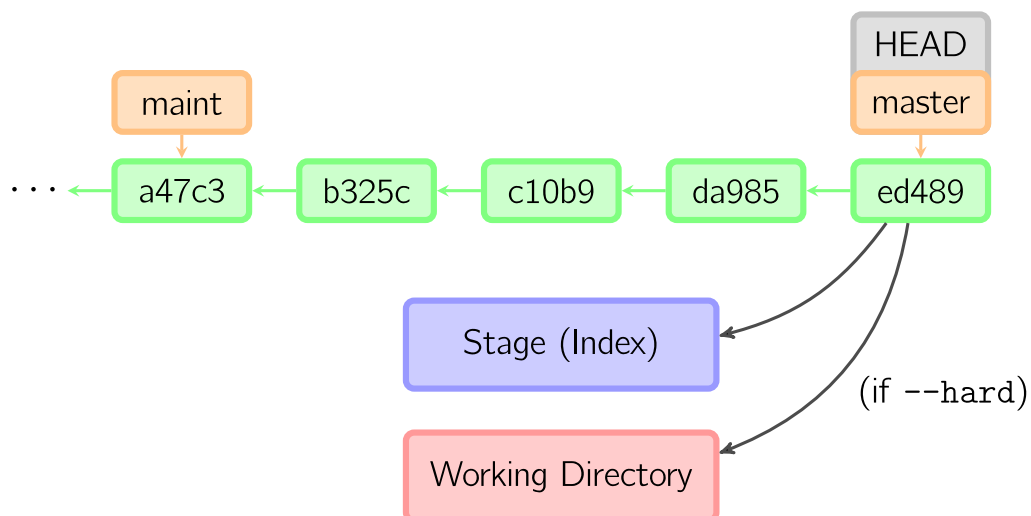 HEAD
maint
master
...
a47c3
b325c
c10b9
da985
ed489
Stage (Index)
(if --hard)
Working Directory